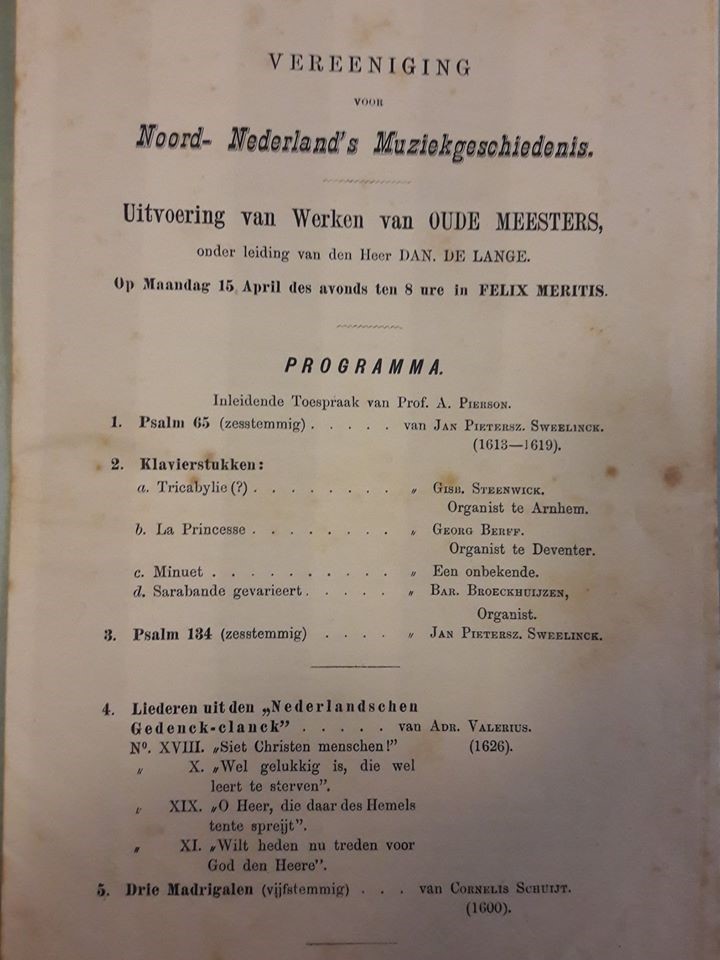 VEREENIGING
VOOR
Noord- Nederland's Muziekgeschiedenis.
Uitvoering van Werken van OUDE MEESTERS,
onder leiding van den Heer DAN. DE LANGE.
Op Maandag 15 April des avonds ten 8 ure in FELIX MERITIS.
PROGRAMMA.
Inleidende Toespraak van Prof. A. PIERSON.
1. Psalm 65 (zesstemmig) . . . . . van JAN PIETERSZ. SWEELINCK.
(1613—1619).
2. Klavierstukken:
a. Tricabylie (?) . . . . . . . . „ GISB. STEENWICK.
Organist te Arnhem.
b. La Princesse . . . . . . . . „ GEORG BERFF.
Organist te Deventer.
c. Minuet . . . . . . . . . . „ Een onbekende.
d. Sarabande gevarieert . . . . . „ BAR. BROECKHUIJZEN,
Organist.
3. Psalm 134 (zesstemmig) . . . . „ JAN PIETERSZ. SWEELINCK.
4. Liederen uit den „Nederlandschen
Gedenck-clanck” . . . . . van ADR. VALERIUS.
No. XVIII. „Siet Christen menschen!” (1626).
„ X. „Wel gelukkig is, die wel
leert te sterven”.
„ XIX. „O Heer, die daar des Hemels
tente spreijt”.
„ XI. „Wilt heden nu treden voor
God den Heere”.
5. Drie Madrigalen (vijfstemmig) . . . van CORNELIS SCHUIJT.
(1600).